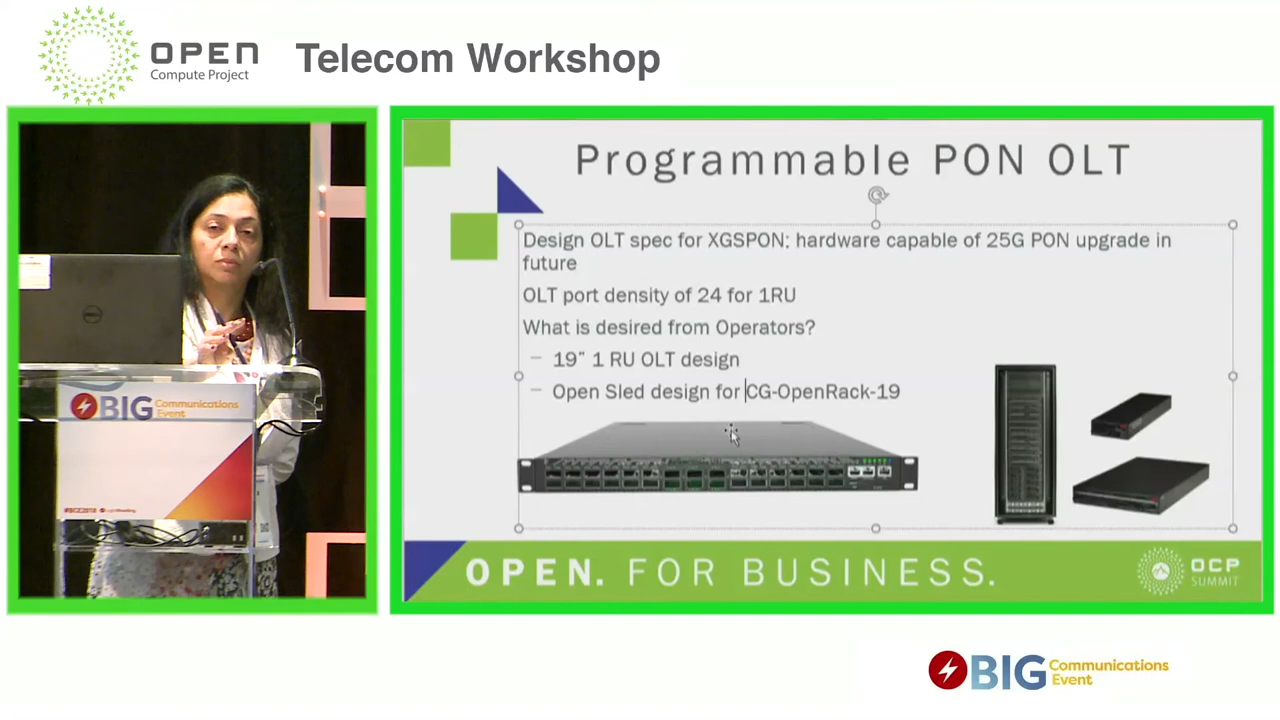 OPEN
Compute Project
Telecom Workshop
Programmable PON OLT
Design OLT spec for XGSPON; hardware capable of 25G PON upgrade in
future
OLT port density of 24 for 1RU
What is desired from Operators?
– 19” 1 RU OLT design
– Open Sled design for CG-OpenRack-19
BIG Communications
Event
#BCE2018
OPEN. FOR BUSINESS.
OCP
SUMMIT
BIG Communications
Event